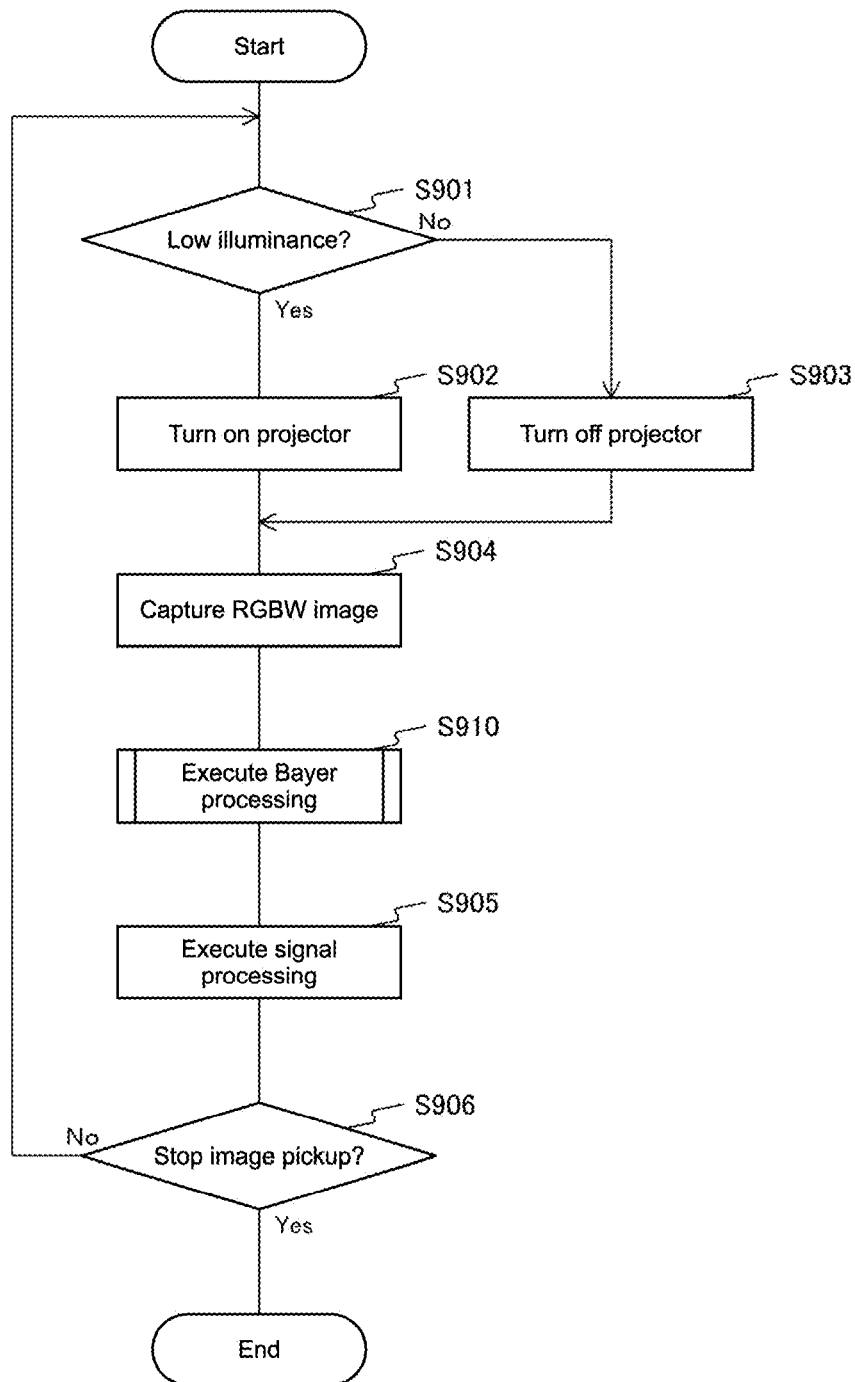 Start
S901
Low illuminance?
No
Yes
S902
Turn on projector
S903
Turn off projector
S904
Capture RGBW image
S910
Execute Bayer
processing
S905
Execute signal
processing
S906
No
Stop image pickup?
Yes
End